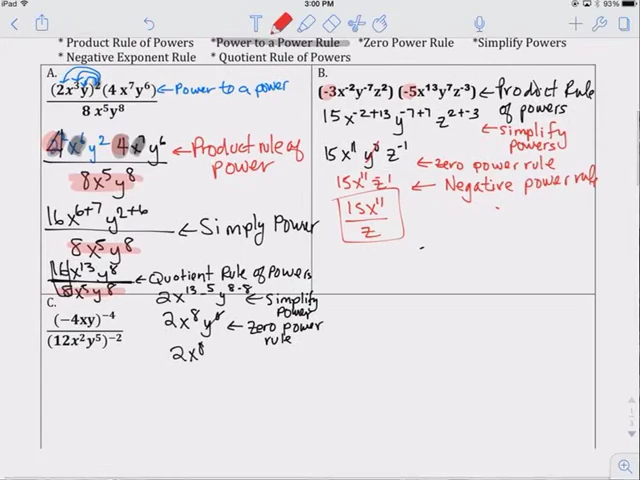 iPad
3:00 PM
93%
T
* Product Rule of Powers *Power to a Power Rule *Zero Power Rule *Simplify Powers
* Negative Exponent Rule * Quotient Rule of Powers
A.
(2x³y)²(4 x⁷y⁶) ← Power to a power
8 x⁵y⁸
4x⁶y² 4x⁷y⁶ ← Product rule of power
8x⁵y⁸
16x⁶⁺⁷y²⁺⁶ ← Simply Power
8x⁵y⁸
16x¹³y⁸ ← Quotient Rule of Powers
8x⁵y⁸
2x¹³⁻⁵y⁸⁻⁸ ← Simplify Power
2x⁸y⁰ ← Zero power rule
2x⁸
B.
(-3x⁻²y⁻⁷z²) (-5x¹³y⁷z⁻³) ← Product Rule of powers
15x⁻²⁺¹³y⁻⁷⁺⁷z²⁺⁻³
← simplify powers
15x¹¹y⁰z⁻¹
← zero power rule
15x¹¹z⁻¹ ← Negative power rule
15x¹¹
z
C.
(−4xy)⁻⁴
(12x²y⁵)⁻²